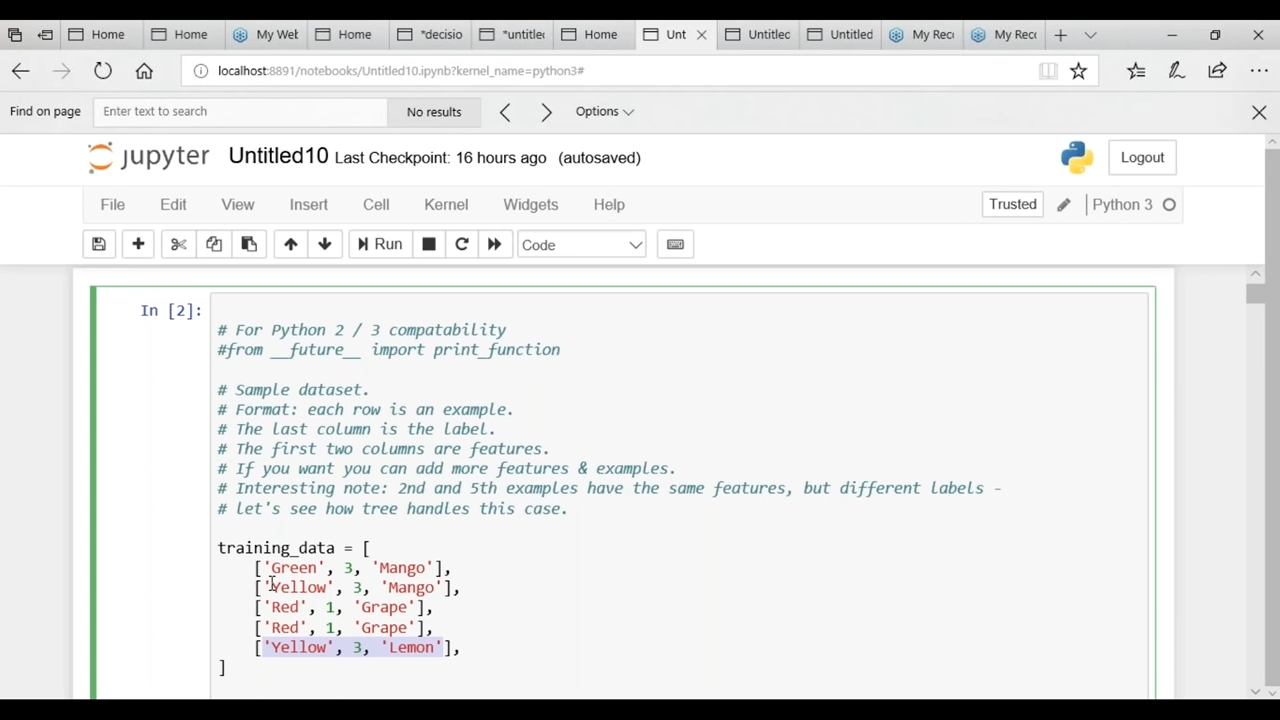 Home
Home
My Wet
Home
*decisio
*untitle
Home
Unt
Untitlec
Untitled
My Rec
My Rec
localhost:8891/notebooks/Untitled10.ipynb?kernel_name=python3#
Find on page
Enter text to search
No results
Options
jupyter Untitled10 Last Checkpoint: 16 hours ago (autosaved)
Logout
File Edit View Insert Cell Kernel Widgets Help
Trusted
Python 3
Run
Code
In [2]:
# For Python 2 / 3 compatability
#from __future__ import print_function
# Sample dataset.
# Format: each row is an example.
# The last column is the label.
# The first two columns are features.
# If you want you can add more features & examples.
# Interesting note: 2nd and 5th examples have the same features, but different labels -
# let's see how tree handles this case.
training_data = [
['Green', 3, 'Mango'],
['Yellow', 3, 'Mango'],
['Red', 1, 'Grape'],
['Red', 1, 'Grape'],
['Yellow', 3, 'Lemon'],
]